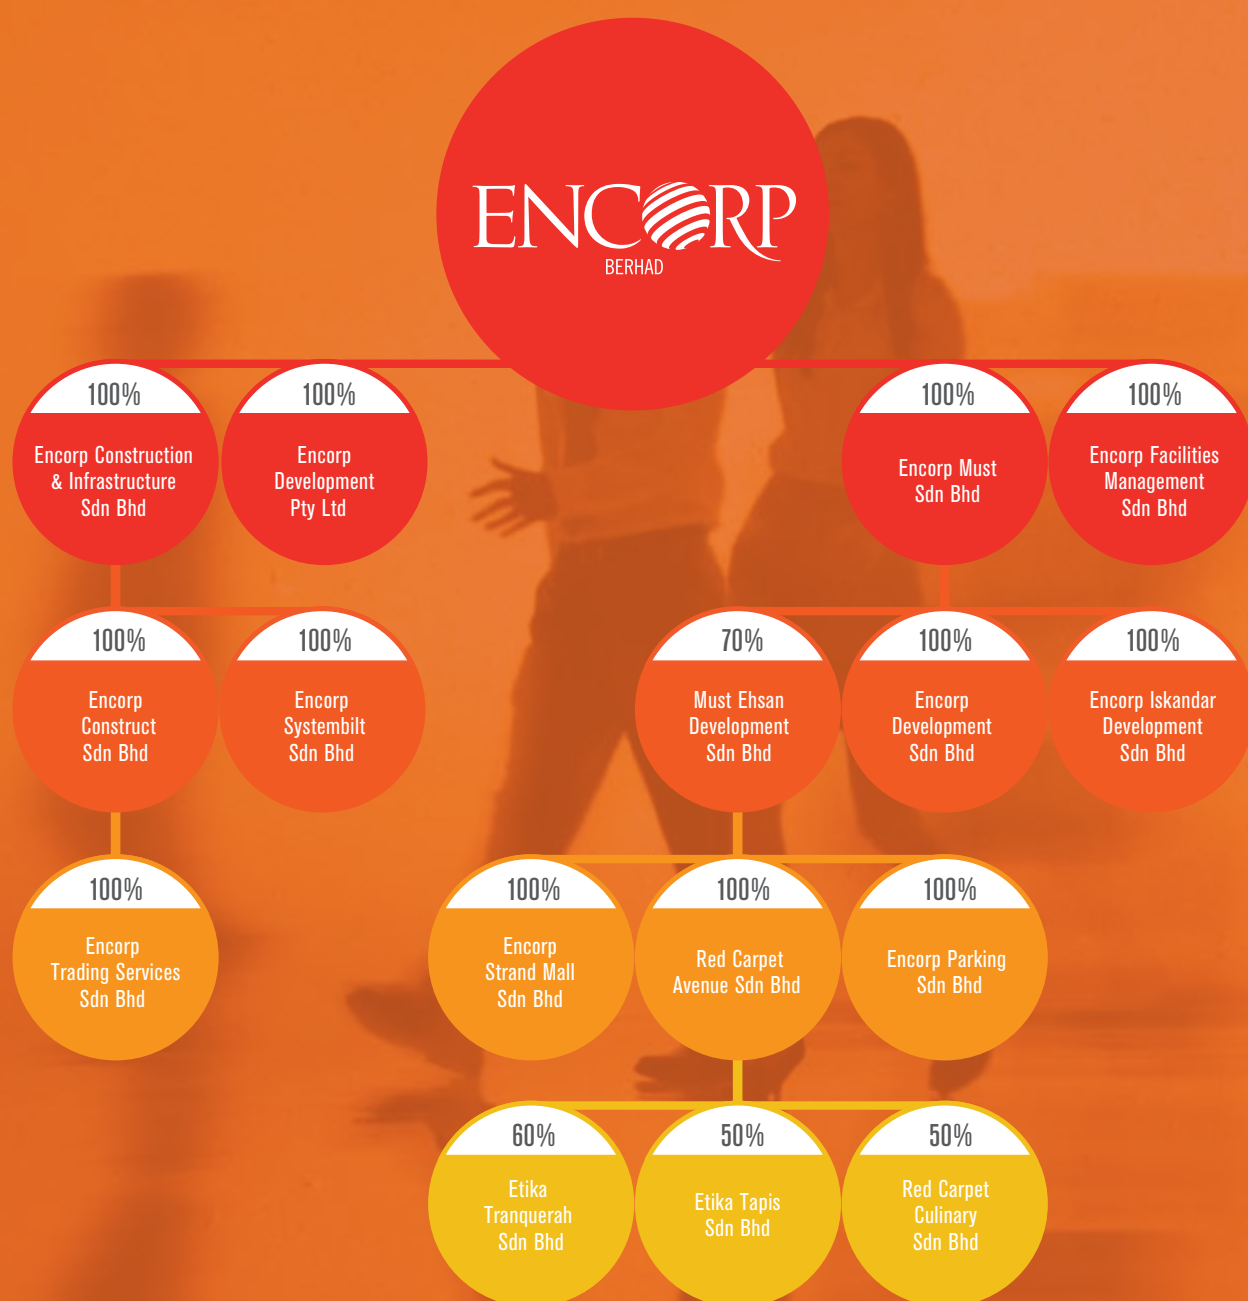 ENCORP
BERHAD
100%
Encorp Construction
& Infrastructure
Sdn Bhd
100%
Encorp
Development
Pty Ltd
100%
Encorp Must
Sdn Bhd
100%
Encorp Facilities
Management
Sdn Bhd
100%
Encorp
Construct
Sdn Bhd
100%
Encorp
Systembilt
Sdn Bhd
70%
Must Ehsan
Development
Sdn Bhd
100%
Encorp
Development
Sdn Bhd
100%
Encorp Iskandar
Development
Sdn Bhd
100%
Encorp
Trading Services
Sdn Bhd
100%
Encorp
Strand Mall
Sdn Bhd
100%
Red Carpet
Avenue Sdn Bhd
100%
Encorp Parking
Sdn Bhd
60%
Etika
Tranquerah
Sdn Bhd
50%
Etika Tapis
Sdn Bhd
50%
Red Carpet
Culinary
Sdn Bhd